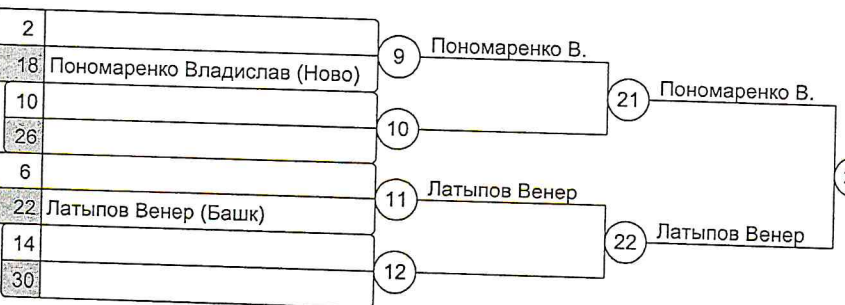 2
18 Пономаренко Владислав (Ново)
9 Пономаренко В.
10
26
10
21 Пономаренко В.
6
22 Латыпов Венер (Башк)
11 Латыпов Венер
14
30
12
22 Латыпов Венер